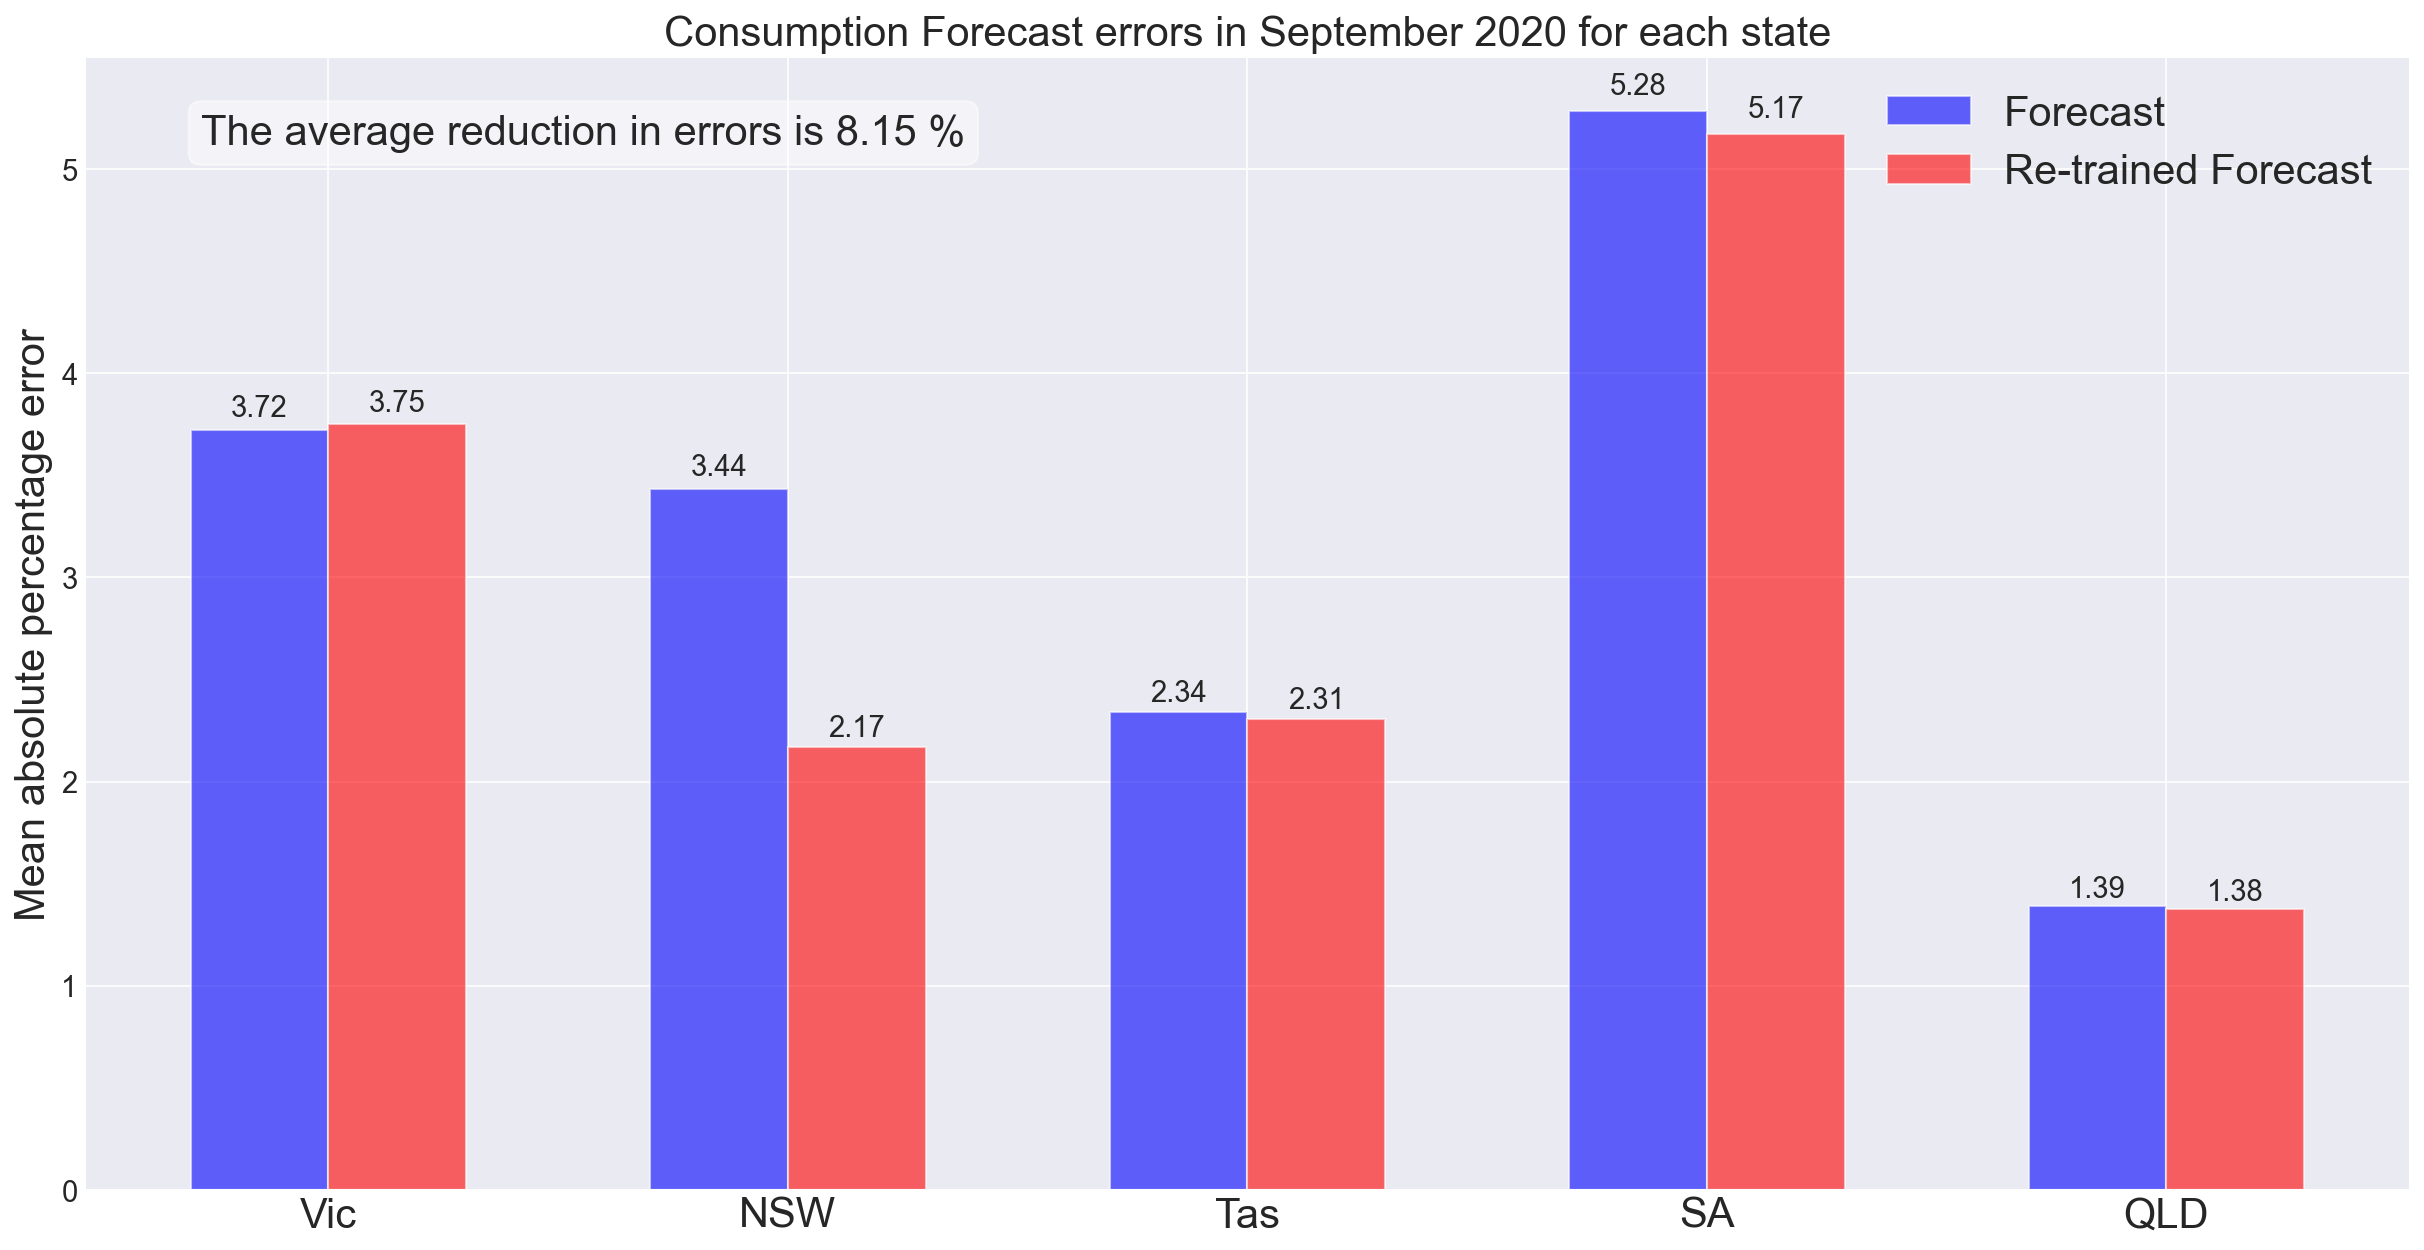 Consumption Forecast errors in September 2020 for each state
The average reduction in errors is 8.15 %
Forecast
Re-trained Forecast
Mean absolute percentage error
5
4
3
2
1
0
3.72
3.75
3.44
2.17
2.34
2.31
5.28
5.17
1.39
1.38
Vic
NSW
Tas
SA
QLD